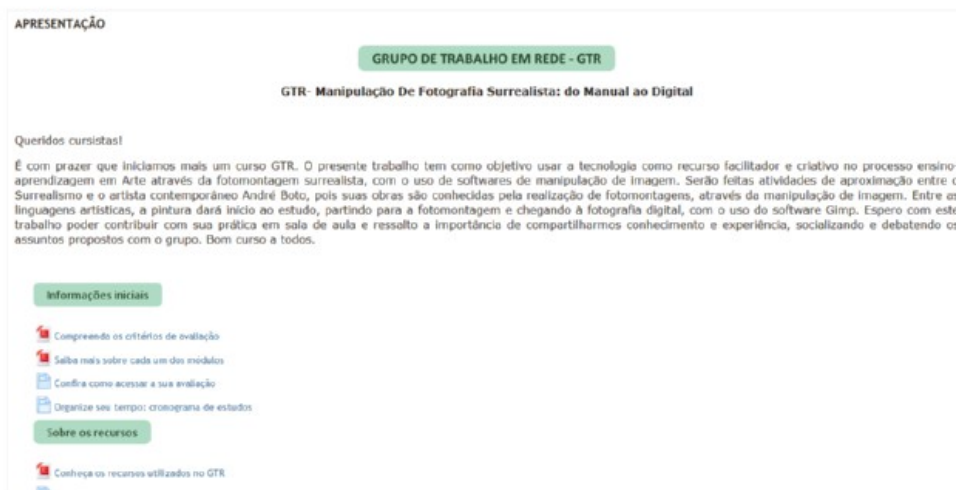 APRESENTAÇÃO
GRUPO DE TRABALHO EM REDE - GTR
GTR- Manipulação De Fotografia Surrealista: do Manual ao Digital
Queridos cursistas!
É com prazer que iniciamos mais um curso GTR. O presente trabalho tem como objetivo usar a tecnologia como recurso facilitador e criativo no processo ensino-
aprendizagem em Arte através da fotomontagem surrealista, com o uso de softwares de manipulação de imagem. Serão feitas atividades de aproximação entre o
Surrealismo e o artista contemporâneo André Boto, pois suas obras são conhecidas pela realização de fotomontagens, através da manipulação de imagem. Entre as
linguagens artísticas, a pintura dará início ao estudo, partindo para a fotomontagem e chegando à fotografia digital, com o uso do software Gimp. Espero com este
trabalho poder contribuir com sua prática em sala de aula e ressalto a importância de compartilharmos conhecimento e experiência, socializando e debatendo os
assuntos propostos com o grupo. Bom curso a todos.
Informações iniciais
Compreenda os critérios de avaliação
Saiba mais sobre cada um dos módulos
Confira como acessar a sua avaliação
Organize seu tempo: cronograma de estudos
Sobre os recursos
Conheça os recursos utilizados no GTR